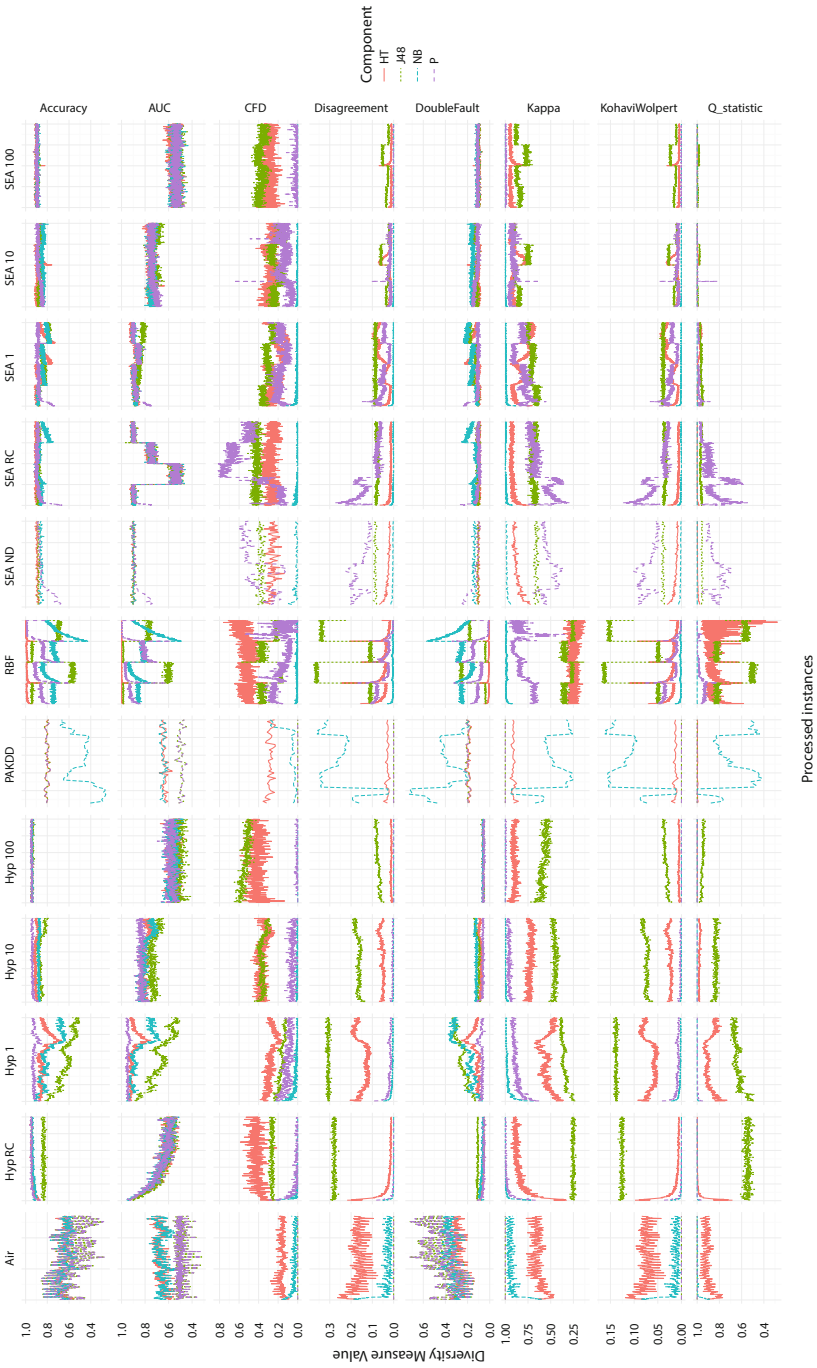 Component
HT
J48
NB
P
Accuracy
AUC
CFD
Disagreement
DoubleFault
Kappa
KohaviWolpert
Q_statistic
SEA 100
SEA 10
SEA 1
SEA RC
SEA ND
RBF
PAKDD
Hyp 100
Hyp 10
Hyp 1
Hyp RC
Air
1.0
0.8
0.6
0.4
1.0
0.8
0.6
0.4
0.8
0.6
0.4
0.2
0.0
0.3
0.2
0.1
0.0
0.6
0.4
0.2
0.0
1.00
0.75
0.50
0.25
0.15
0.10
0.05
0.00
1.0
0.8
0.6
0.4
Diversity Measure Value
Processed instances